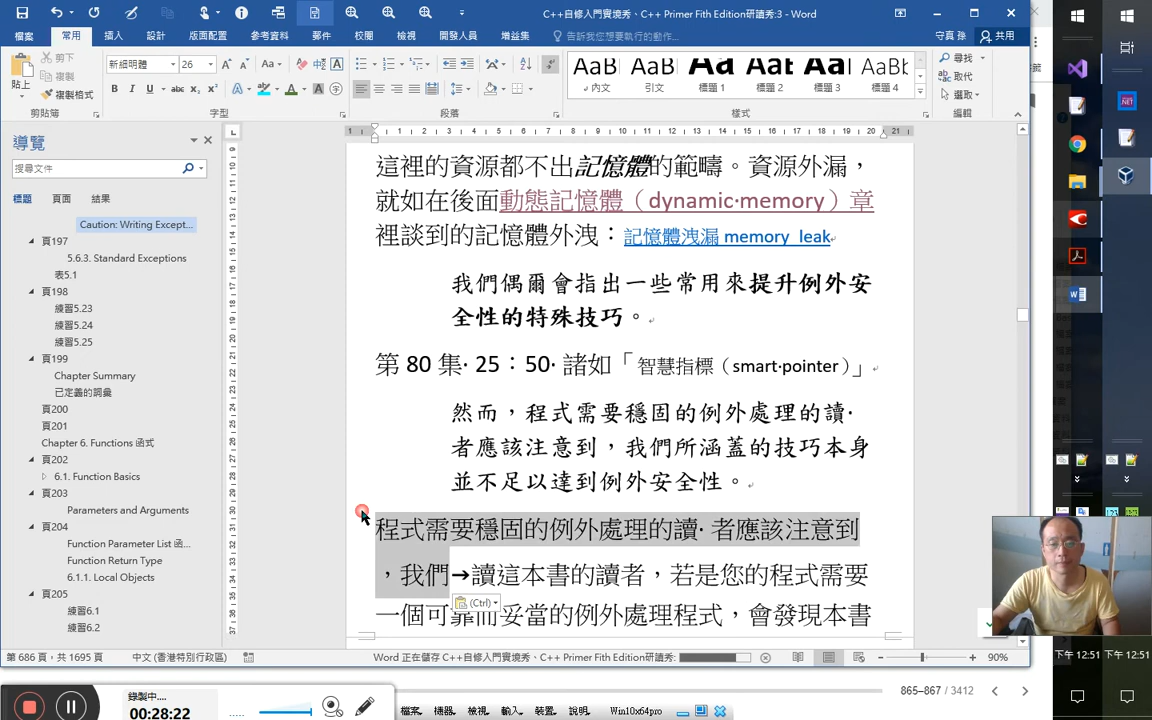 C++自修入門實境秀、C++ Primer Fith Edition研讀秀:3 - Word
檔案 常用 插入 設計 版面配置 參考資料 郵件 校閱 檢視 開發人員 增益集 告訴我您想要執行的動作... 守真 孫 共用
貼上 剪下 複製 複製格式 剪貼簿
新細明體 26 字型
段落
AaB AaB Aa Aat Aal AaBb
內文 引文 標題 1 標題 2 標題 3 標題 4
樣式
尋找 取代 選取 編輯
導覽
搜尋文件
標題 頁面 結果
Caution: Writing Except...
頁197
5.6.3. Standard Exceptions
表5.1
頁198
練習5.23
練習5.24
練習5.25
頁199
Chapter Summary
已定義的詞彙
頁200
頁201
Chapter 6. Functions 函式
頁202
6.1. Function Basics
頁203
Parameters and Arguments
頁204
Function Parameter List 函...
Function Return Type
6.1.1. Local Objects
頁205
練習6.1
練習6.2
這裡的資源都不出記憶體的範疇。資源外漏，
就如在後面動態記憶體（dynamic·memory）章
裡談到的記憶體外洩：記憶體洩漏 memory leak
我們偶爾會指出一些常用來提升例外安
全性的特殊技巧。
第 80 集· 25：50· 諸如「智慧指標（smart·pointer）」
然而，程式需要穩固的例外處理的讀·
者應該注意到，我們所涵蓋的技巧本身
並不足以達到例外安全性。
程式需要穩固的例外處理的讀· 者應該注意到
，我們→讀這本書的讀者，若是您的程式需要
(Ctrl)
一個可靠而妥當的例外處理程式，會發現本書
第 686 頁，共 1695 頁 中文 (香港特別行政區) Word 正在儲存 C++自修入門實境秀、C++ Primer Fith Edition研讀秀: 90%
865–867 / 3412
錄製中....
00:28:22
檔案 機器 檢視 輸入 裝置 說明 Win10x64pro
下午 12:51 下午 12:51